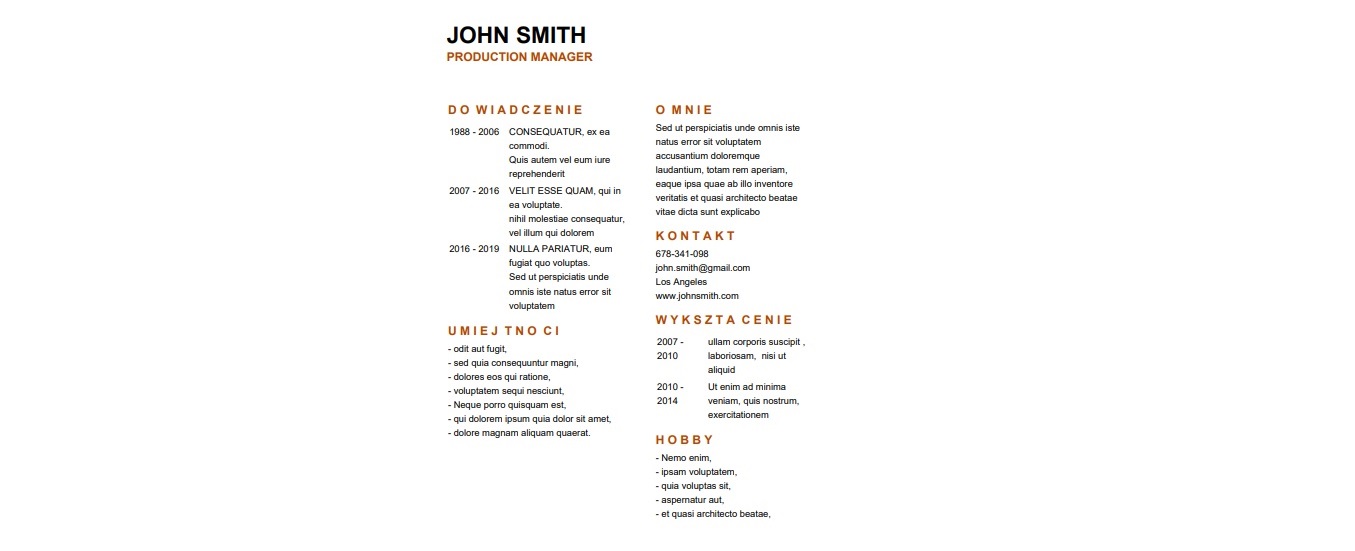 JOHN SMITH
PRODUCTION MANAGER
DO WIADCZENIE
1988 - 2006 CONSEQUATUR, ex ea
commodi.
Quis autem vel eum iure
reprehenderit
2007 - 2016 VELIT ESSE QUAM, qui in
ea voluptate.
nihil molestiae consequatur,
vel illum qui dolorem
2016 - 2019 NULLA PARIATUR, eum
fugiat quo voluptas.
Sed ut perspiciatis unde
omnis iste natus error sit
voluptatem
UMIEJ TNO CI
- odit aut fugit,
- sed quia consequuntur magni,
- dolores eos qui ratione,
- voluptatem sequi nesciunt,
- Neque porro quisquam est,
- qui dolorem ipsum quia dolor sit amet,
- dolore magnam aliquam quaerat.
O MNIE
Sed ut perspiciatis unde omnis iste
natus error sit voluptatem
accusantium doloremque
laudantium, totam rem aperiam,
eaque ipsa quae ab illo inventore
veritatis et quasi architecto beatae
vitae dicta sunt explicabo
KONTAKT
678-341-098
john.smith@gmail.com
Los Angeles
www.johnsmith.com
WYKSZTA CENIE
2007 - ullam corporis suscipit ,
2010 laboriosam, nisi ut
aliquid
2010 - Ut enim ad minima
2014 veniam, quis nostrum,
exercitationem
HOBBY
- Nemo enim,
- ipsam voluptatem,
- quia voluptas sit,
- aspernatur aut,
- et quasi architecto beatae,